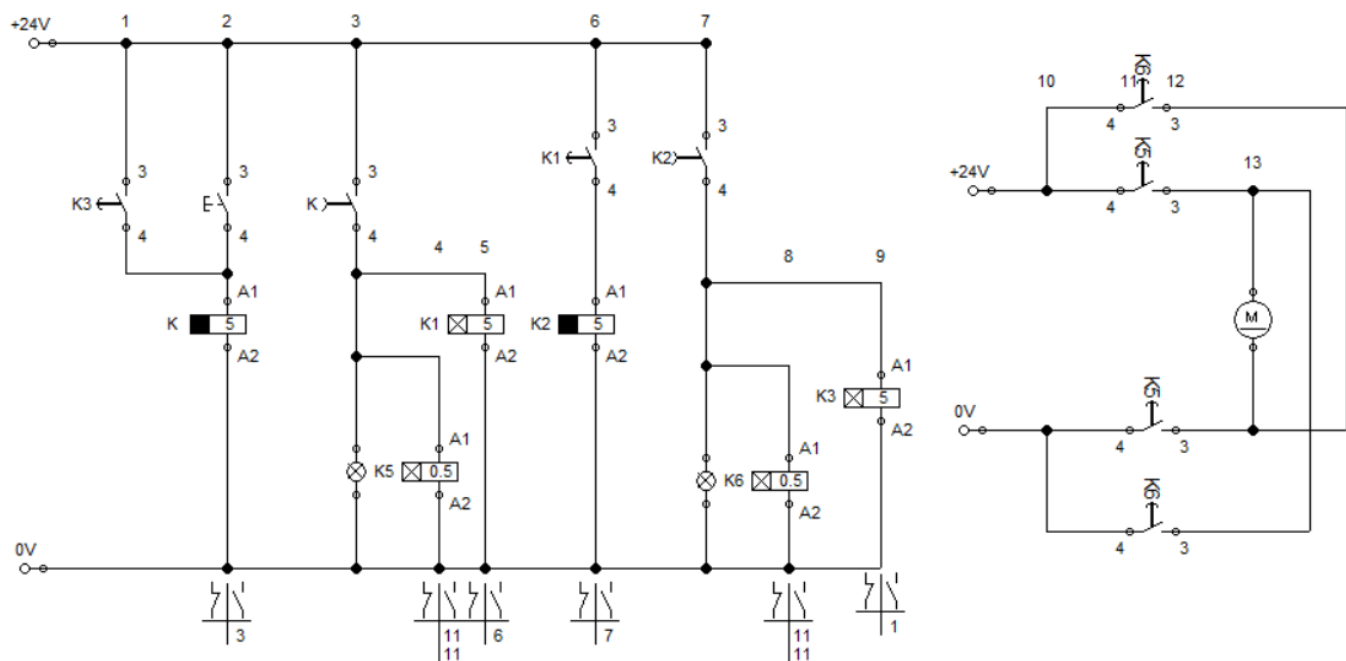 1 2 3 6 7
+24V
K6
10 11 12
3 3
4 3
K1 K2
K5
13
3 3 3
4 4
+24V
4 3
K3 E K
4 4 4
4 5
8 9
A1 A1 A1
K 5 K1 5 K2 5
M
A2 A2 A2
A1
K3 5
K5
0V
A2
A1 A1
4 3
K5 0.5 K6 0.5
K6
A2 A2
4 3
0V
3 11 6 7 11 1
11 11